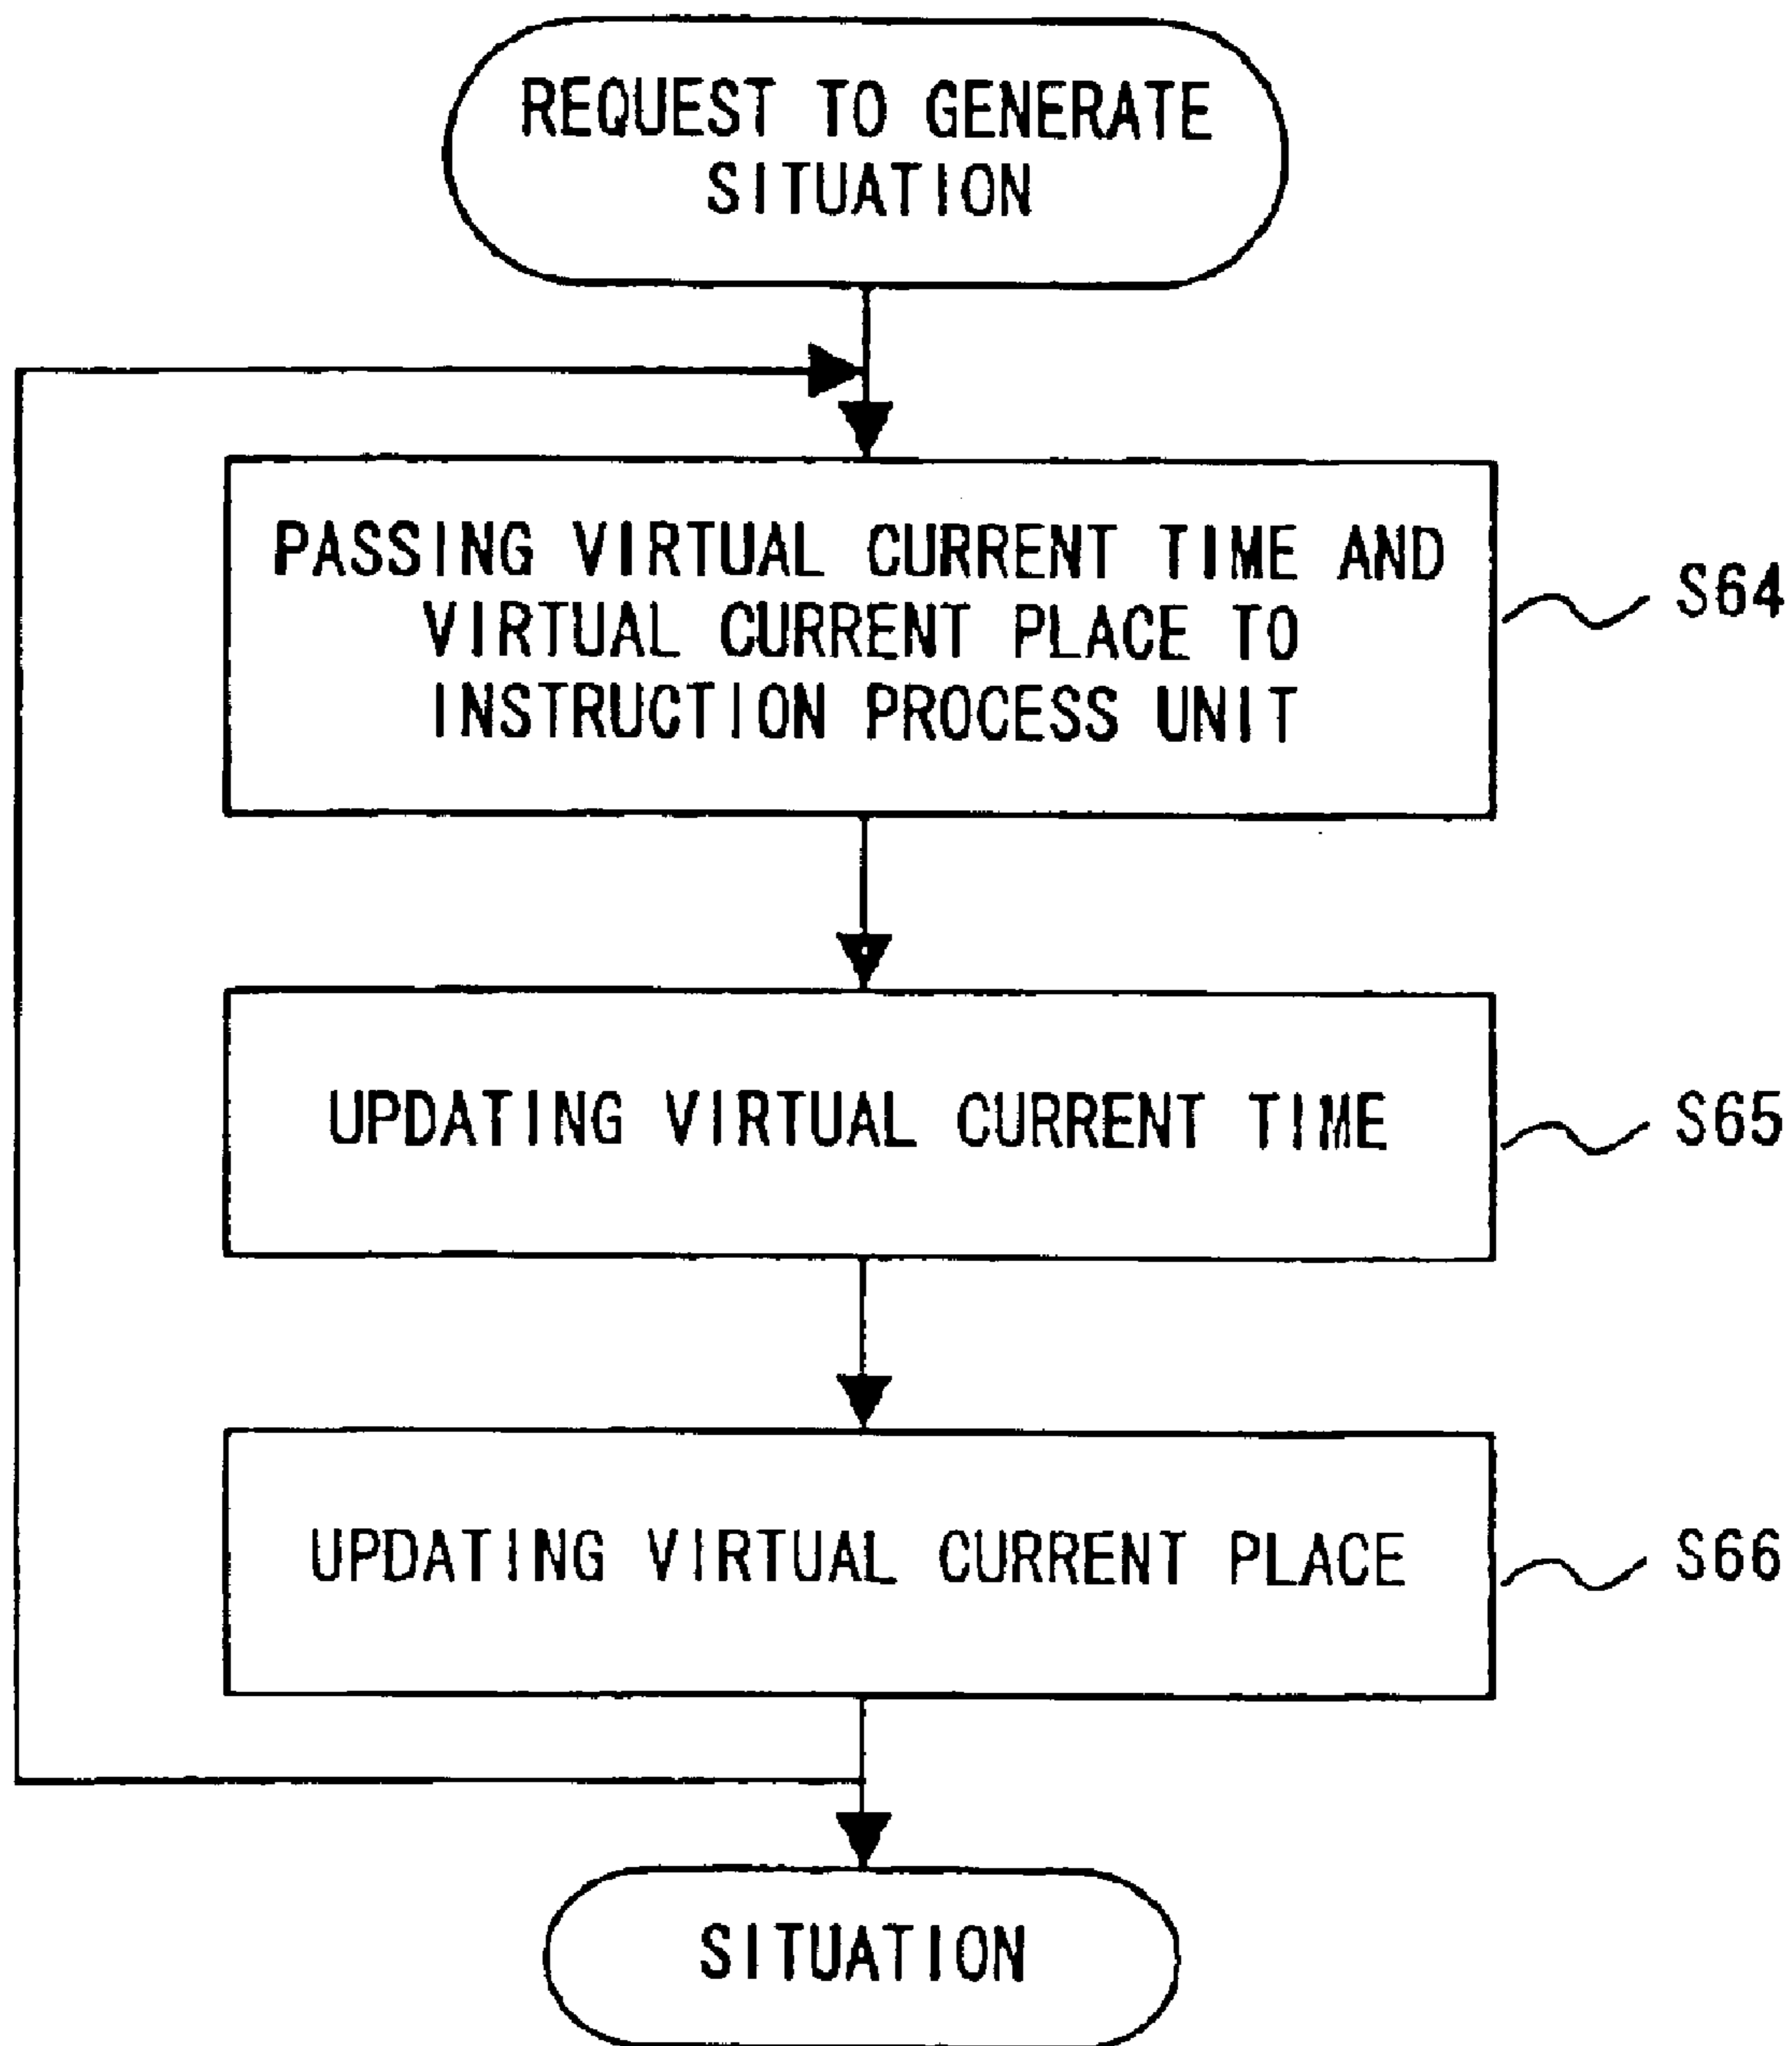 REQUEST TO GENERATE
SITUATION
PASSING VIRTUAL CURRENT TIME AND
VIRTUAL CURRENT PLACE TO
INSTRUCTION PROCESS UNIT
S64
UPDATING VIRTUAL CURRENT TIME
S65
UPDATING VIRTUAL CURRENT PLACE
S66
SITUATION